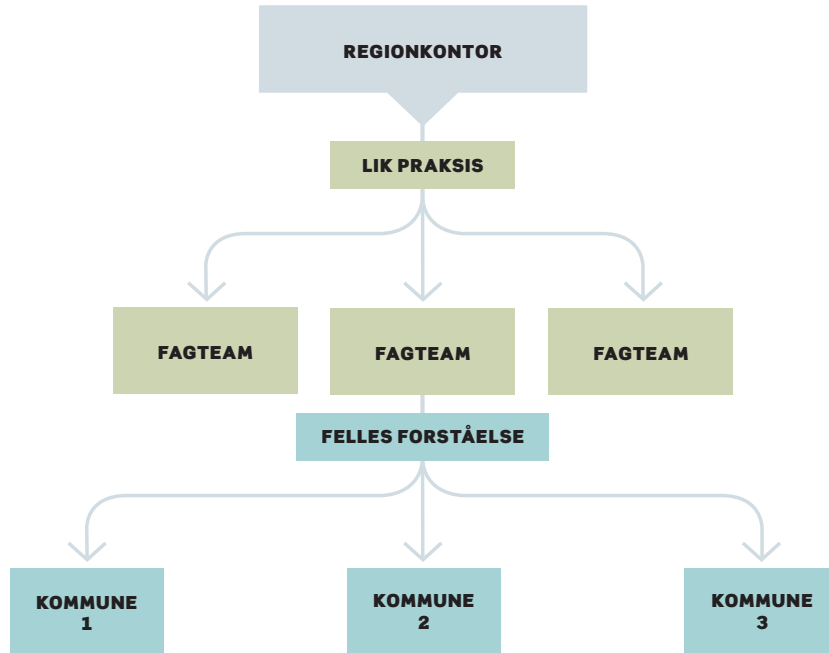 REGIONKONTOR
LIK PRAKSIS
FAGTEAM
FAGTEAM
FAGTEAM
FELLES FORSTÅELSE
KOMMUNE
1
KOMMUNE
2
KOMMUNE
3